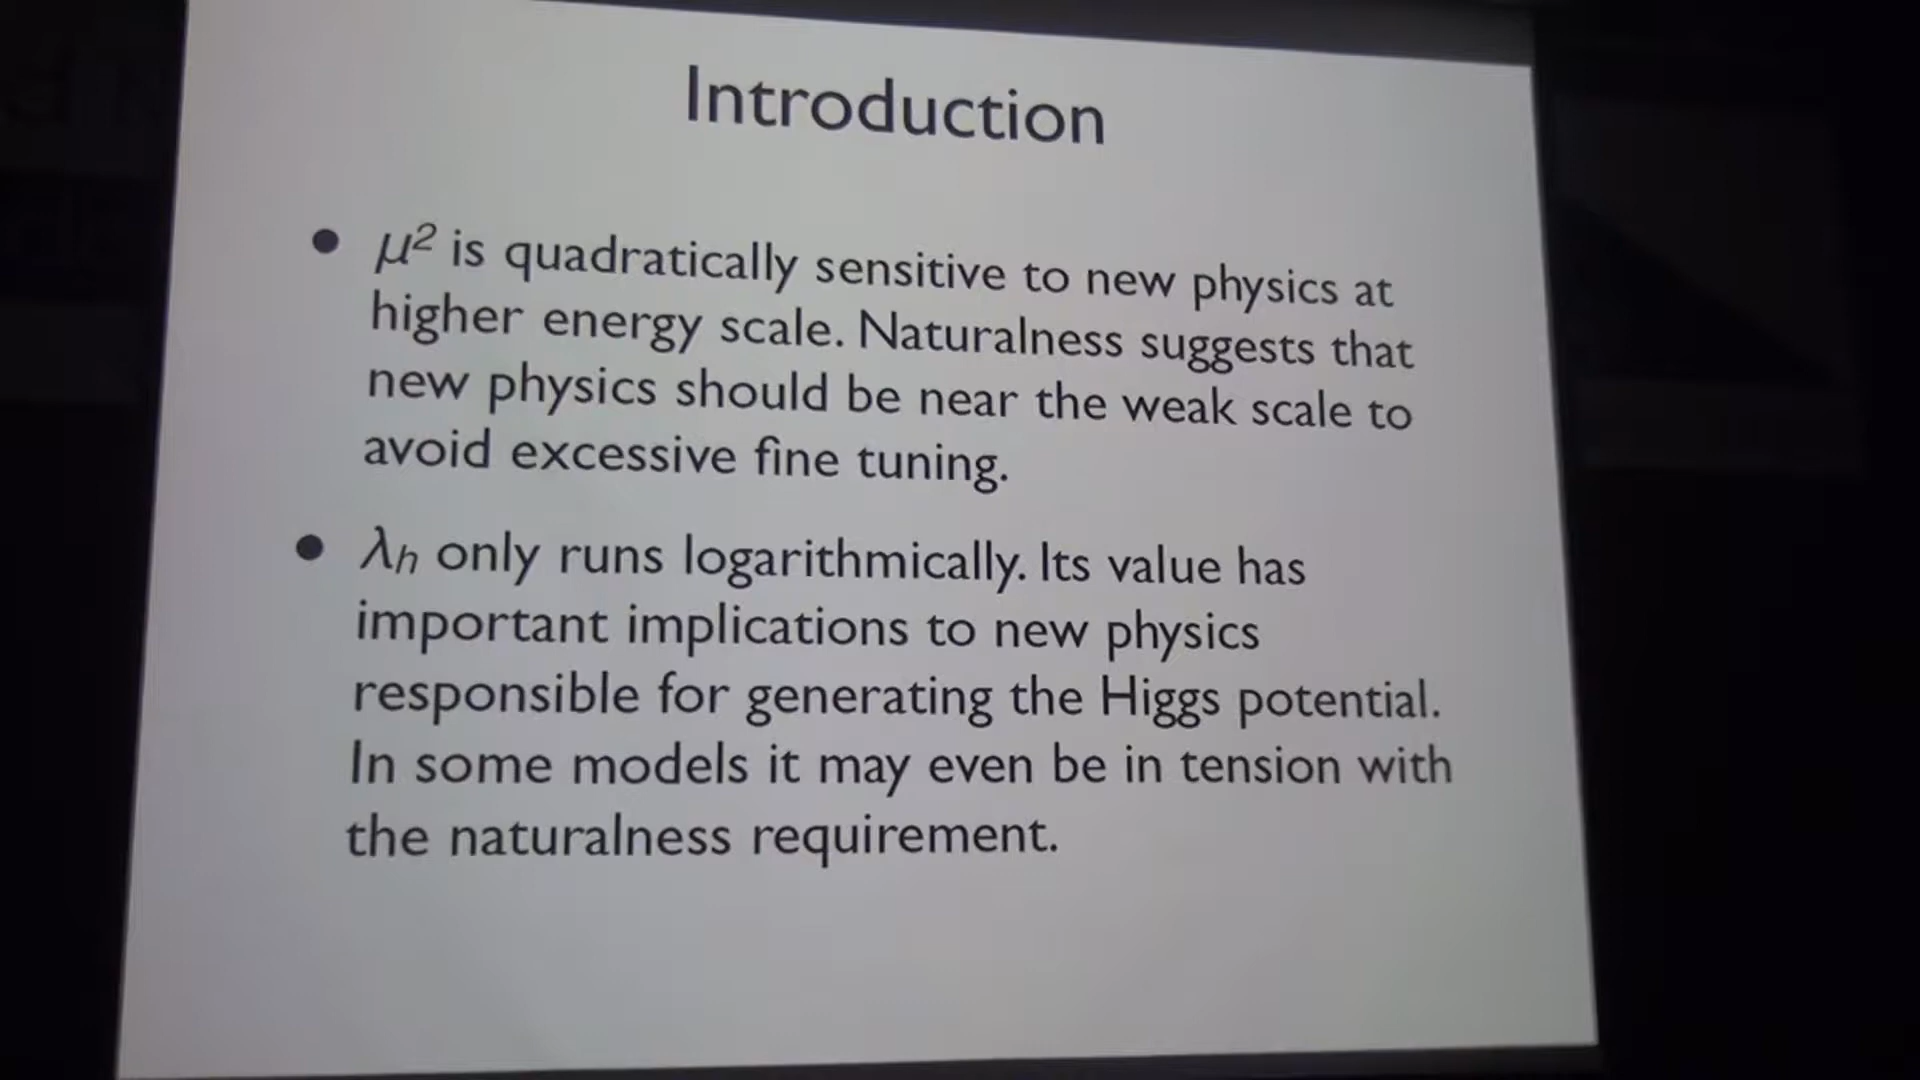 Introduction
• μ² is quadratically sensitive to new physics at
higher energy scale. Naturalness suggests that
new physics should be near the weak scale to
avoid excessive fine tuning.
• λₕ only runs logarithmically. Its value has
important implications to new physics
responsible for generating the Higgs potential.
In some models it may even be in tension with
the naturalness requirement.